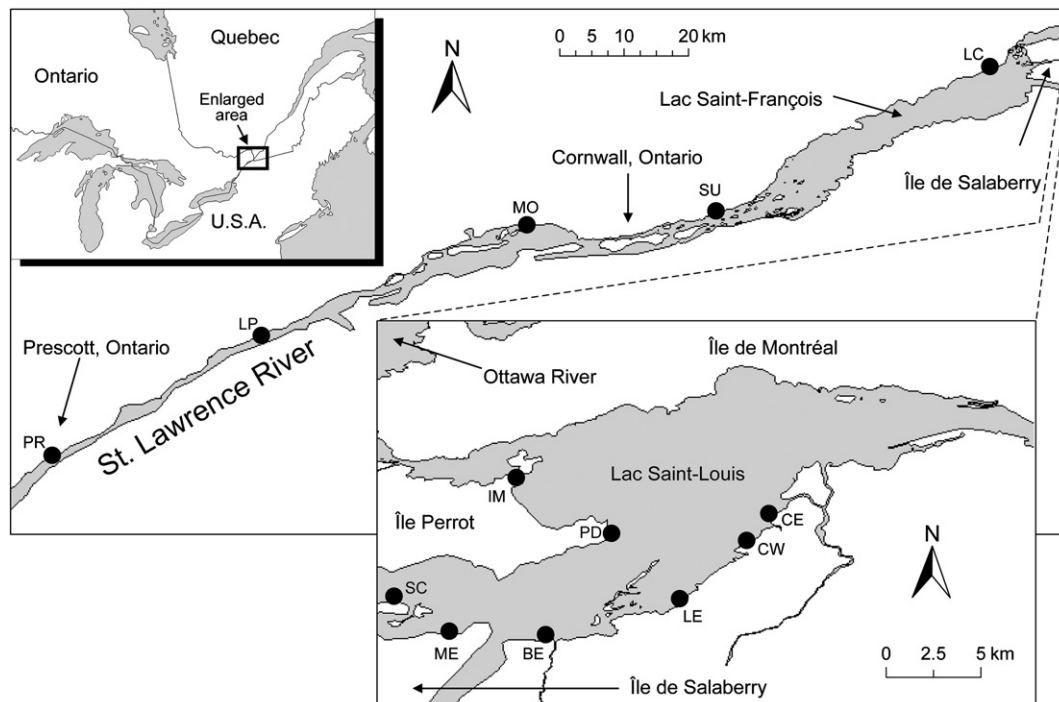 Quebec
Ontario
Enlarged
area
U.S.A.
N
0 5 10 20 km
LC
Lac Saint-François
Île de Salaberry
Cornwall, Ontario
SU
MO
LP
Prescott, Ontario
St. Lawrence River
PR
Île de Montréal
Ottawa River
Lac Saint-Louis
IM
CE
Île Perrot
PD
CW
N
SC
LE
ME
BE
0 2.5 5 km
Île de Salaberry